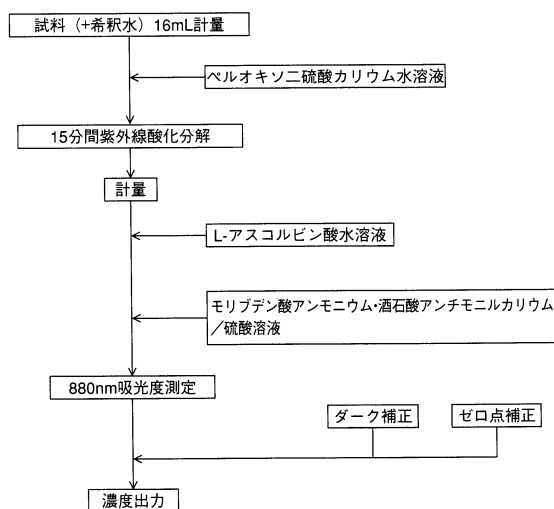 試料（+希釈水）16mL計量
ペルオキソ二硫酸カリウム水溶液
15分間紫外線酸化分解
計量
L-アスコルビン酸水溶液
モリブデン酸アンモニウム・酒石酸アンチモニルカリウム
／硫酸溶液
880nm吸光度測定
ダーク補正
ゼロ点補正
濃度出力